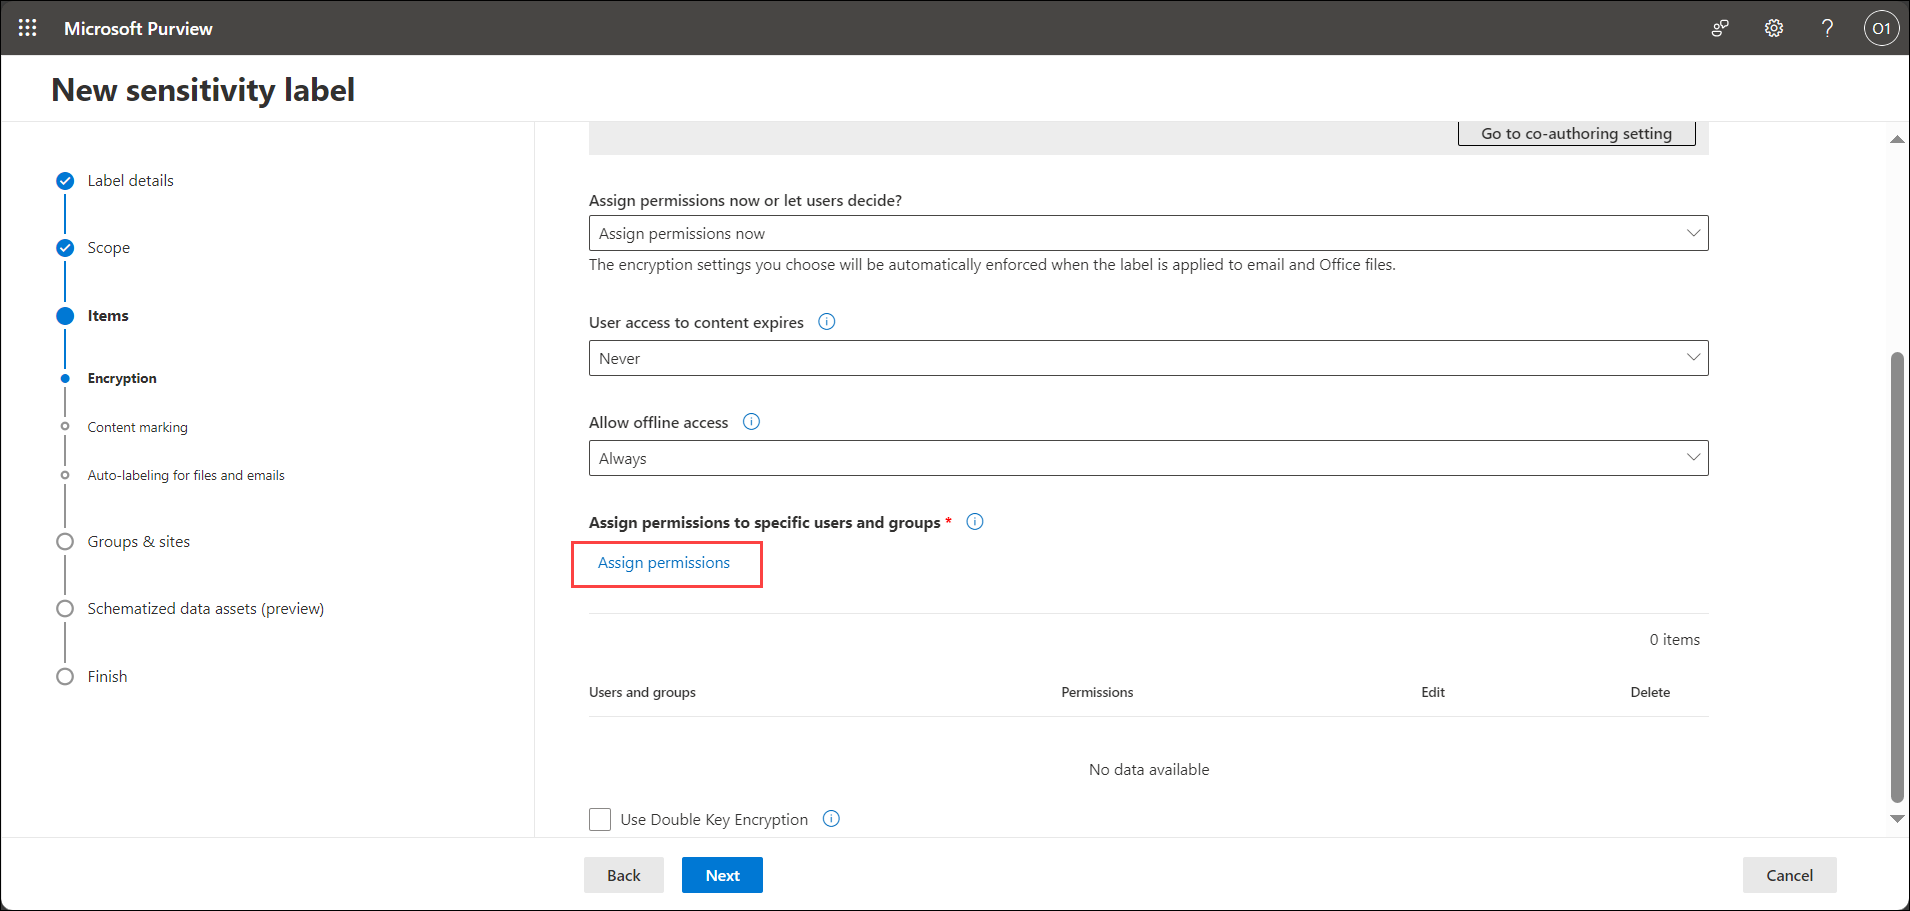 Microsoft Purview
O1
New sensitivity label
Label details
Scope
Items
Encryption
Content marking
Auto-labeling for files and emails
Groups & sites
Schematized data assets (preview)
Finish
Go to co-authoring setting
Assign permissions now or let users decide?
Assign permissions now
The encryption settings you choose will be automatically enforced when the label is applied to email and Office files.
User access to content expires
Never
Allow offline access
Always
Assign permissions to specific users and groups *
Assign permissions
0 items
Users and groups Permissions Edit Delete
No data available
Use Double Key Encryption
Back Next Cancel